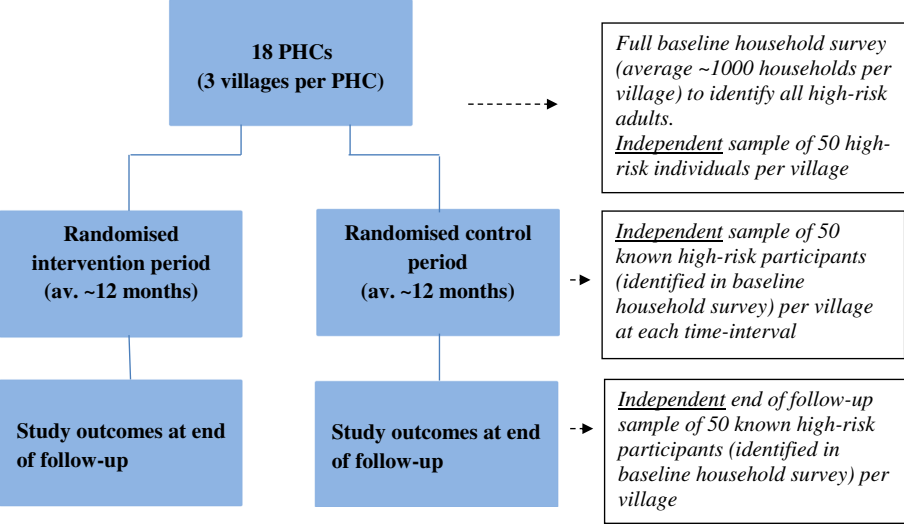 18 PHCs
(3 villages per PHC)
Full baseline household survey
(average ~1000 households per
village) to identify all high-risk
adults.
Independent sample of 50 high-
risk individuals per village
Randomised
intervention period
(av. ~12 months)
Randomised control
period
(av. ~12 months)
Independent sample of 50
known high-risk participants
(identified in baseline
household survey) per village
at each time-interval
Study outcomes at end
of follow-up
Study outcomes at end
of follow-up
Independent end of follow-up
sample of 50 known high-risk
participants (identified in
baseline household survey) per
village